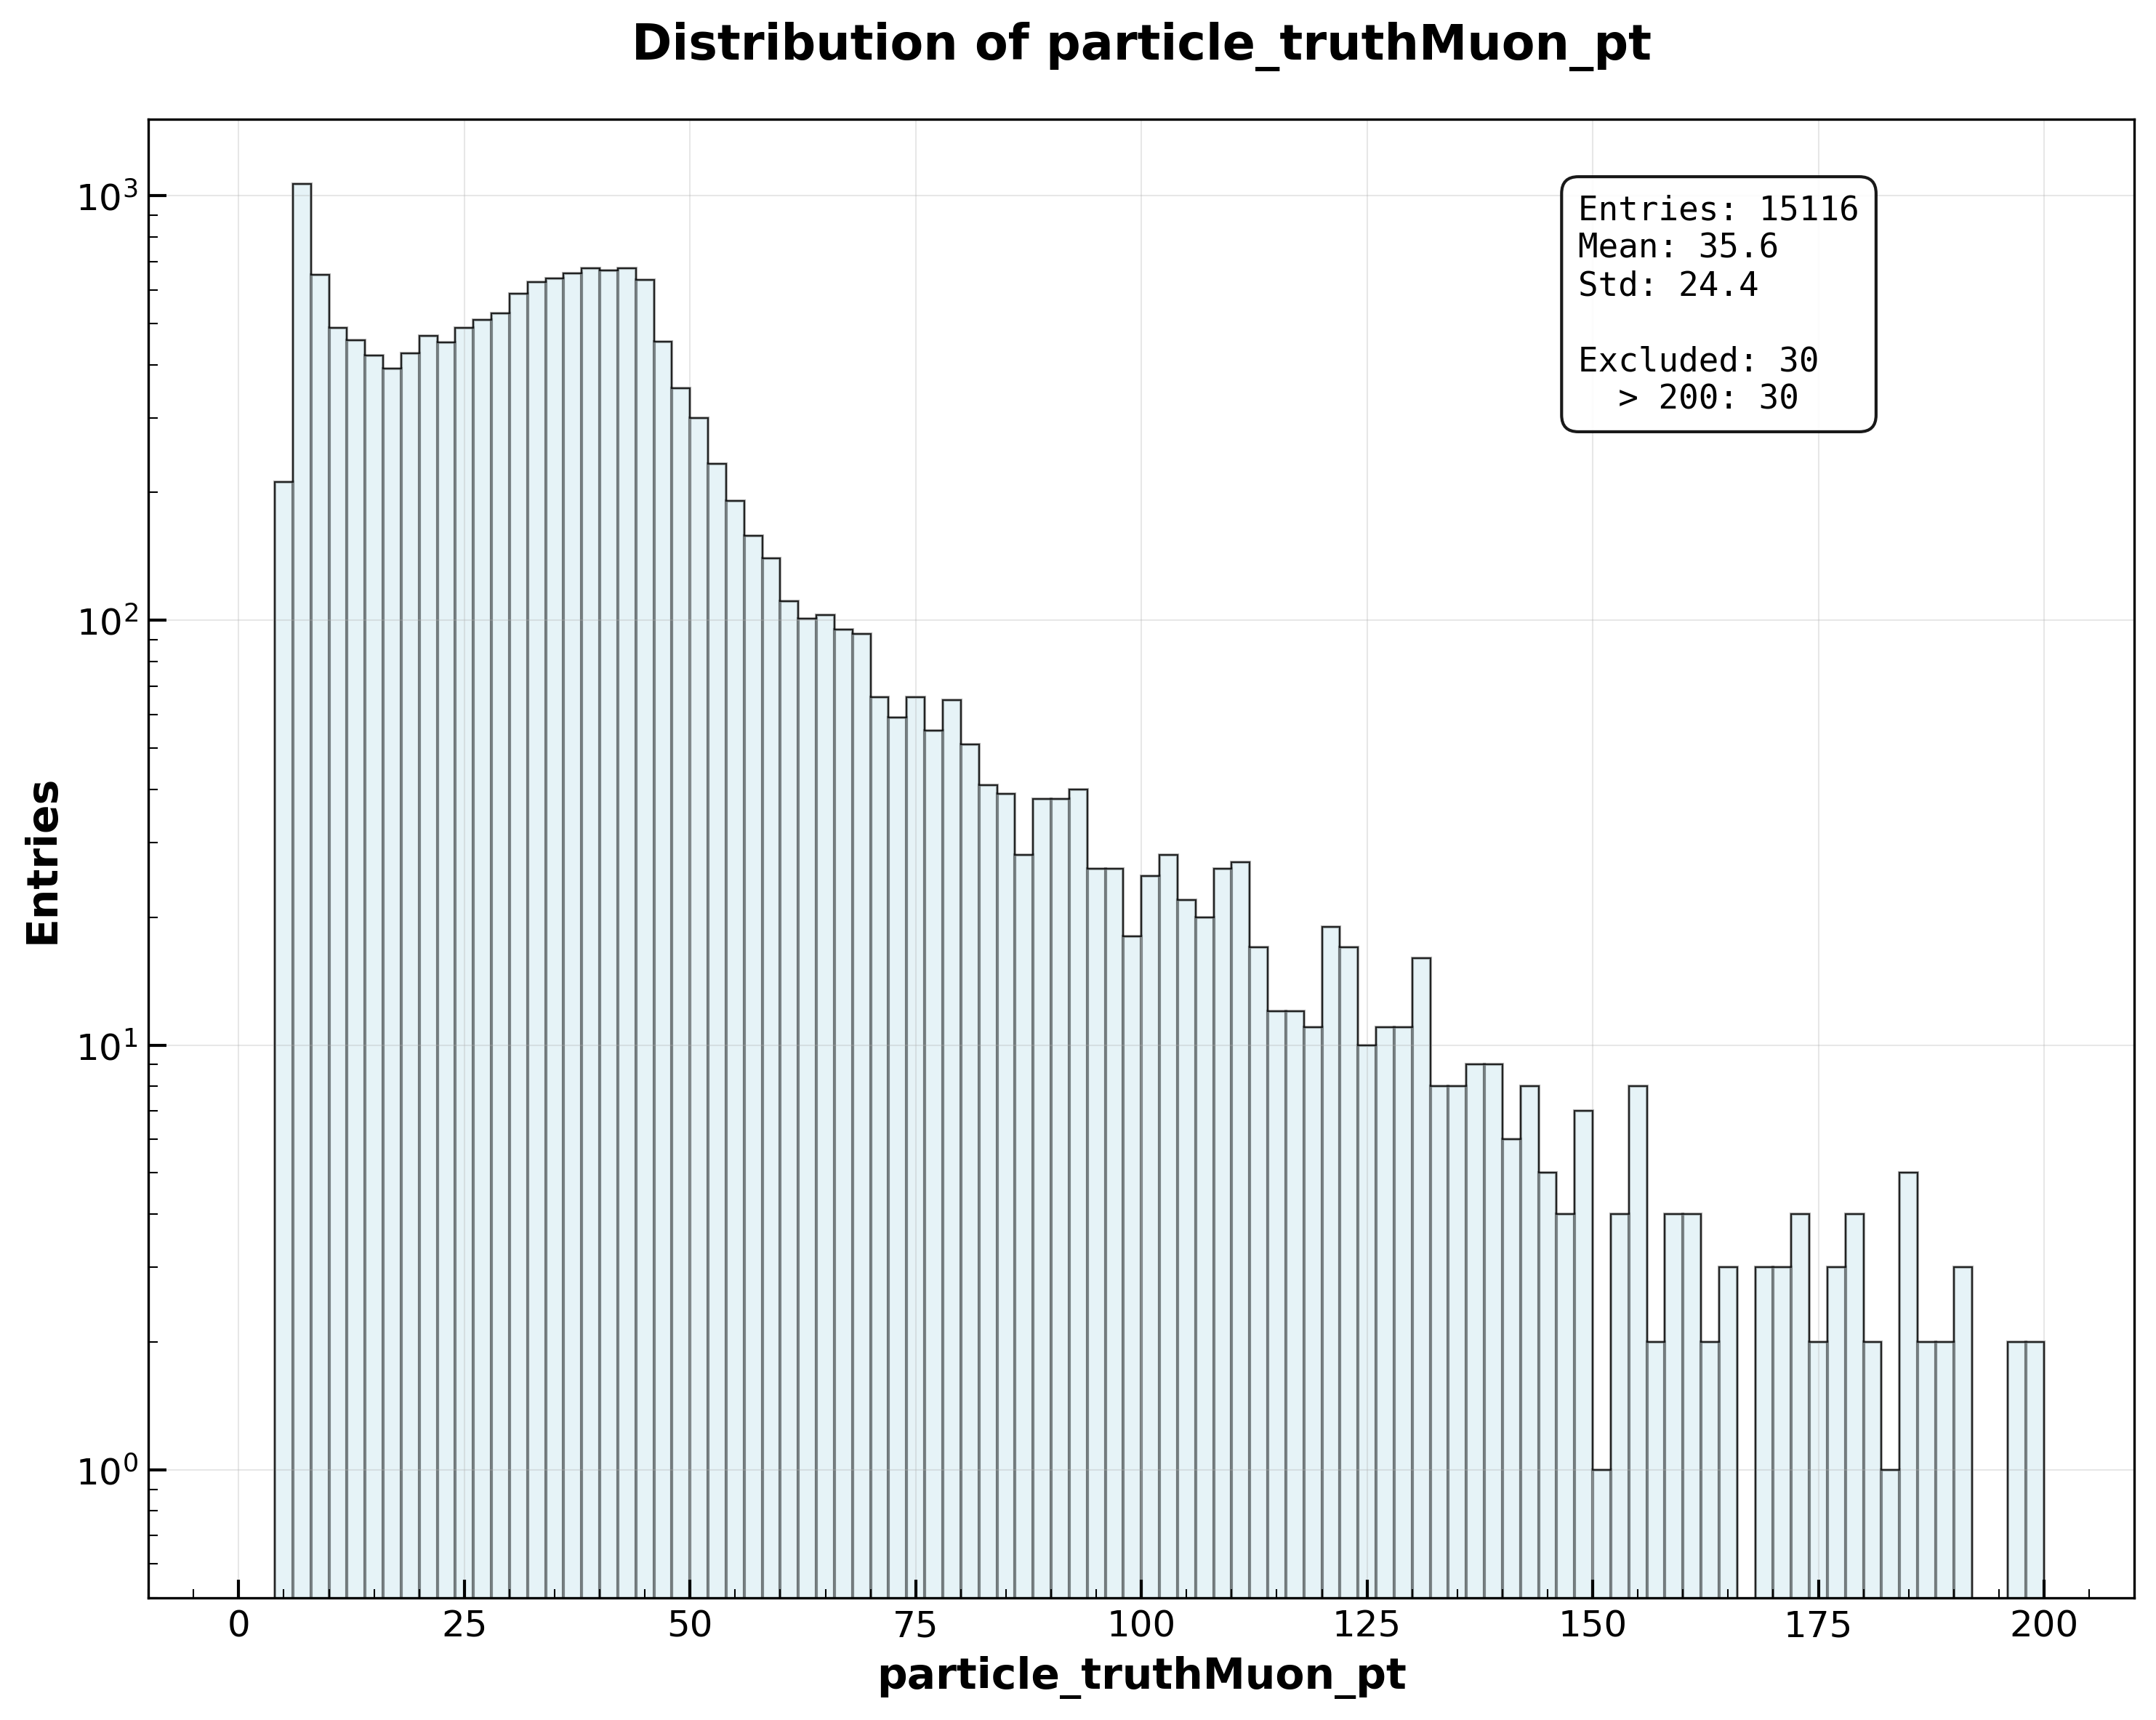 Distribution of particle_truthMuon_pt
Entries: 15116
Mean: 35.6
Std: 24.4
Excluded: 30
> 200: 30
10³
10²
10¹
10⁰
Entries
0 25 50 75 100 125 150 175 200
particle_truthMuon_pt